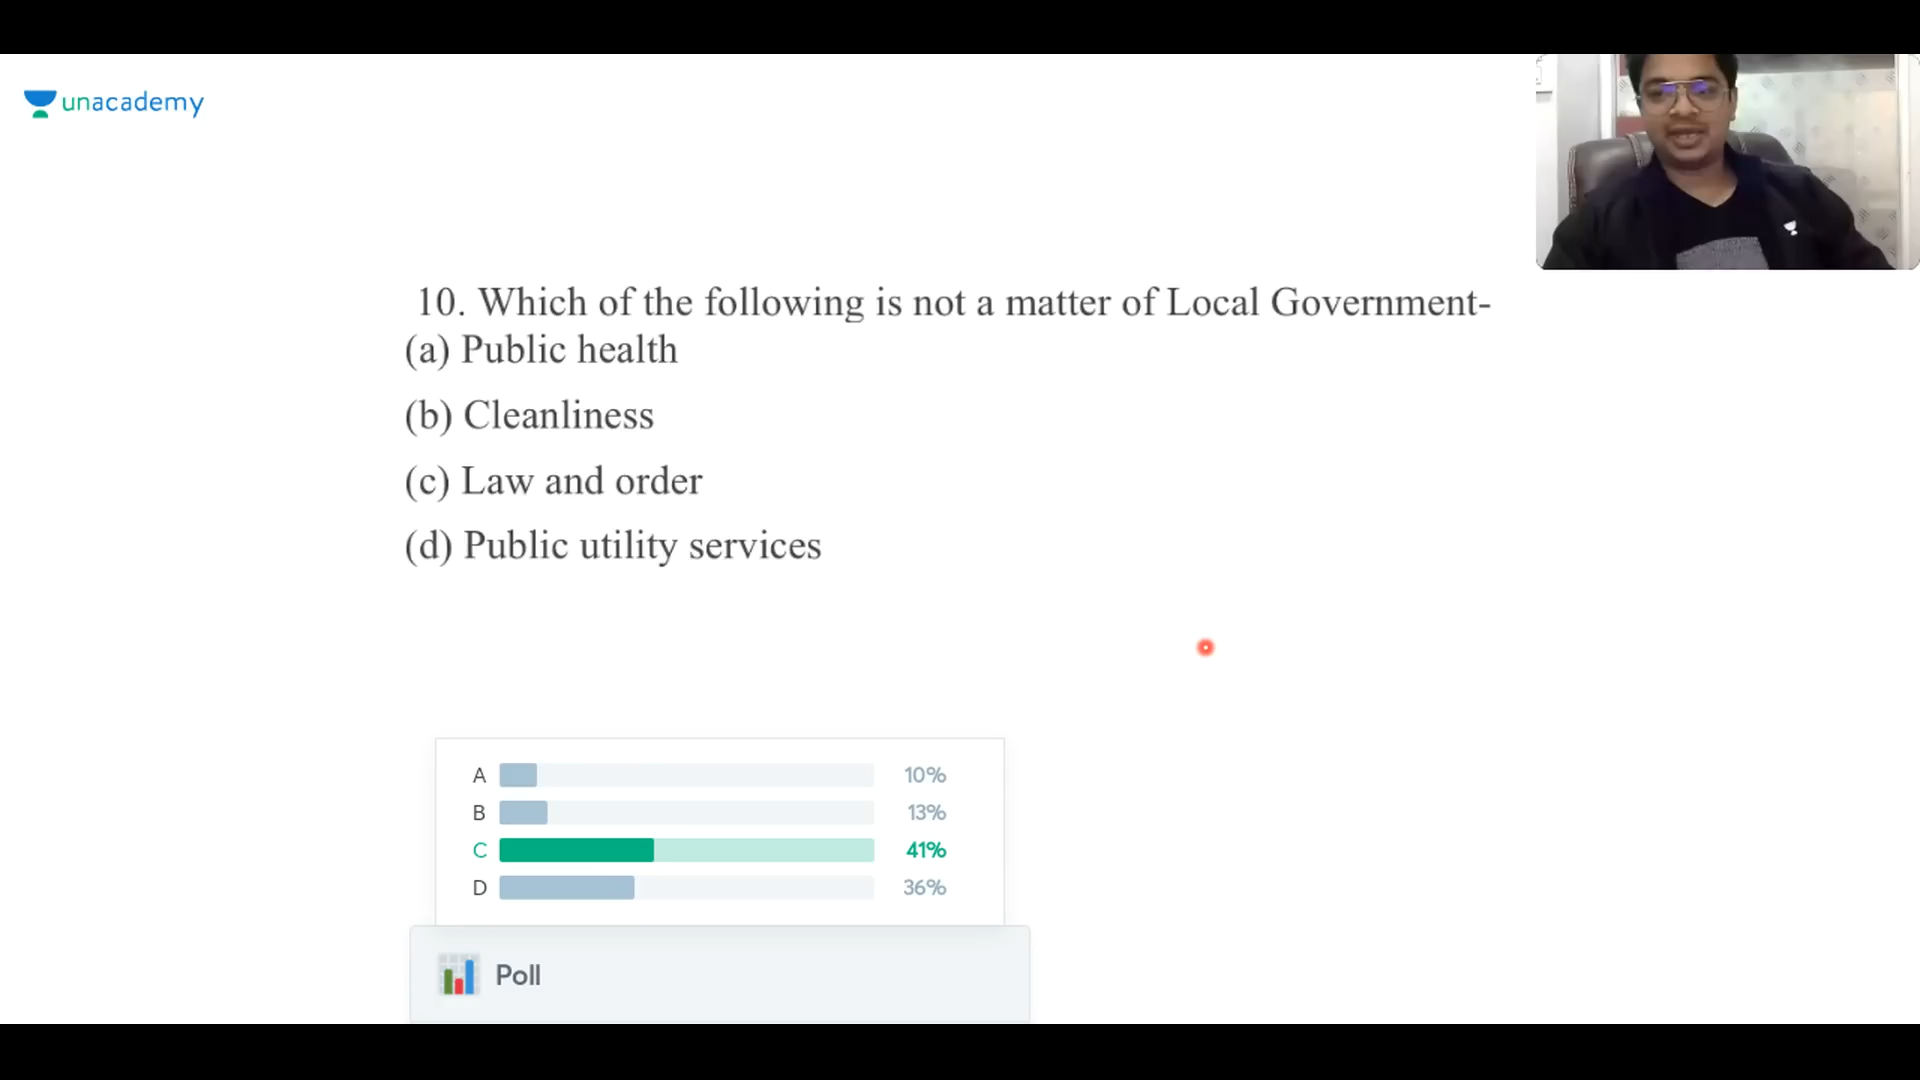 unacademy
10. Which of the following is not a matter of Local Government-
(a) Public health
(b) Cleanliness
(c) Law and order
(d) Public utility services
A 10%
B 13%
C 41%
D 36%
Poll